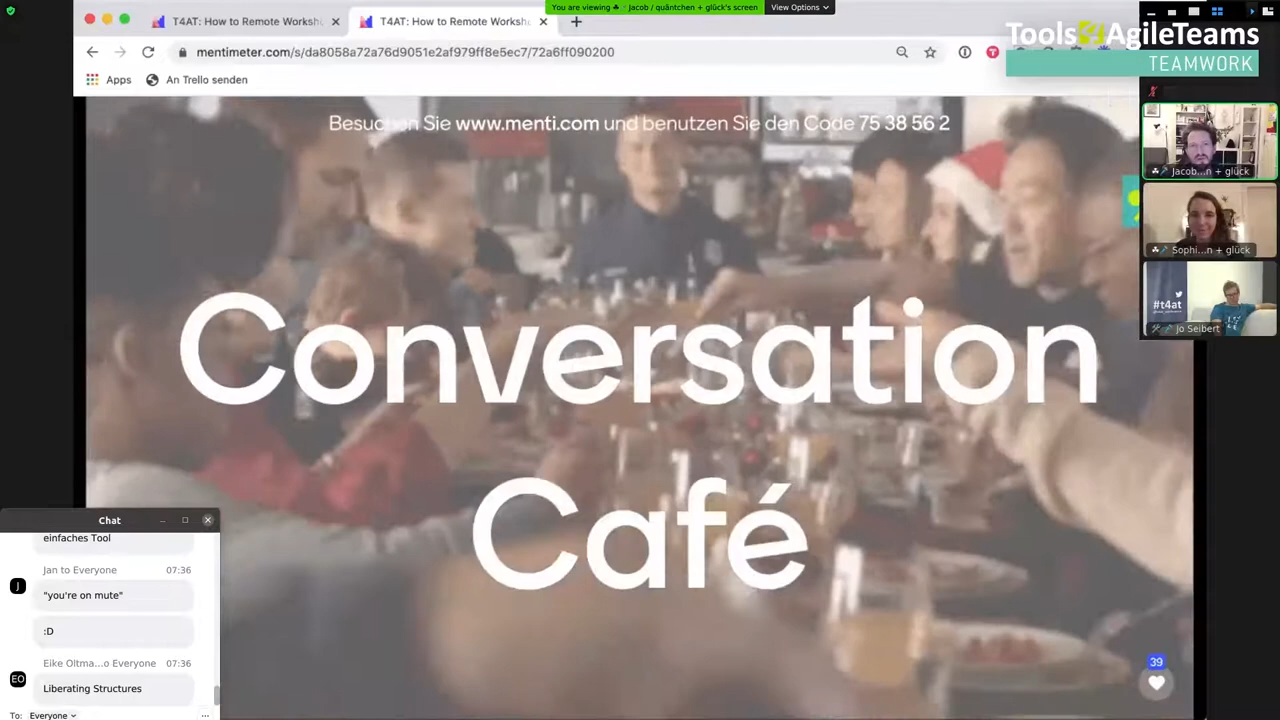 You are viewing Jacob / quäntchen + glück's screen
View Options
T4AT: How to Remote Worksh
T4AT: How to Remote Worksh
mentimeter.com/s/da8058a72a76d9051e2af979ff8e5ec7/72a6ff090200
Apps
An Trello senden
Tools4AgileTeams
TEAMWORK
Besuchen Sie www.menti.com und benutzen Sie den Code 75 38 56 2
Conversation
Café
39
Jacob...n + glück
Sophi...n + glück
#t4at
Jo Seibert
Chat
einfaches Tool
Jan to Everyone 07:36
J
"you're on mute"
:D
Eike Oltma...o Everyone 07:36
EO
Liberating Structures
To: Everyone
...